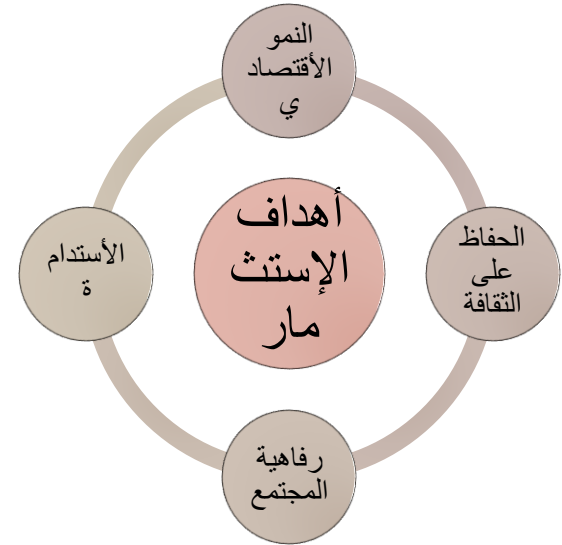 أهداف
الإستث
مار
النمو
الأقتصاد
ي
الحفاظ
على
الثقافة
رفاهية
المجتمع
الأستدام
ة